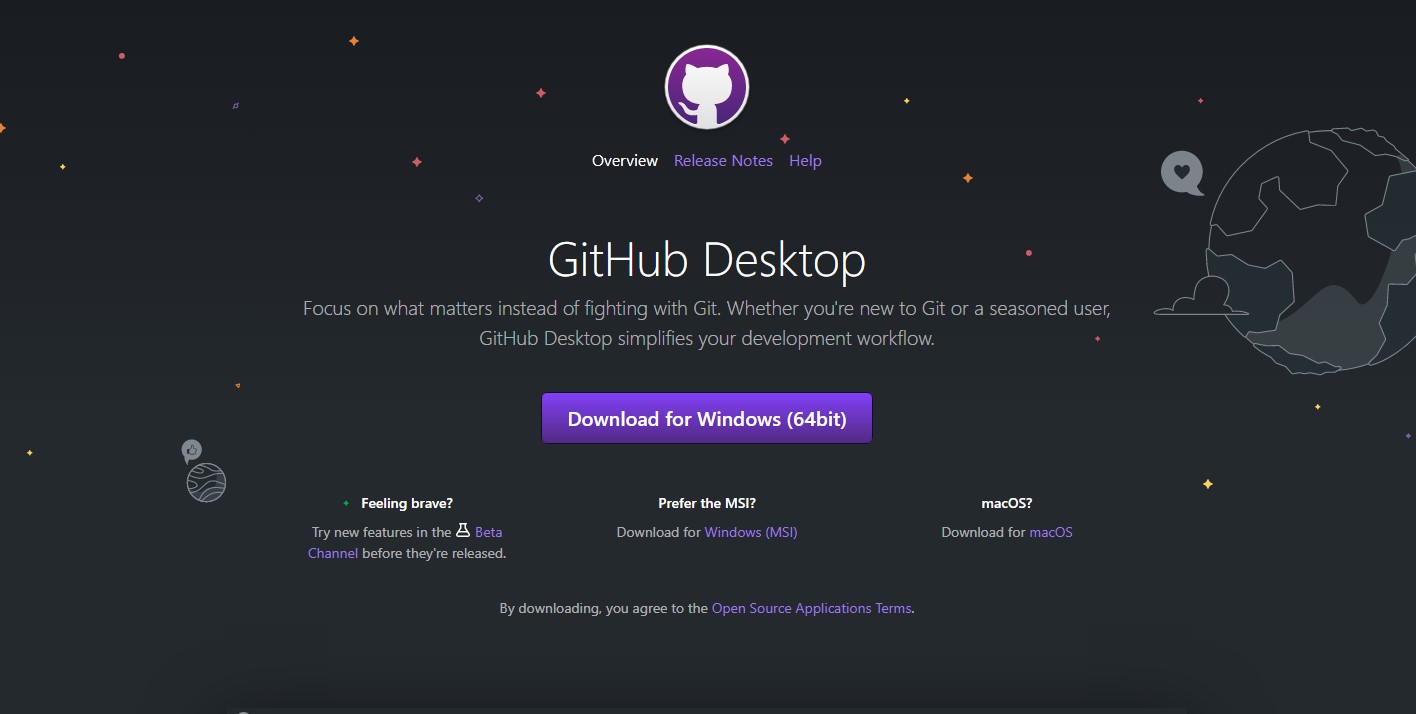 Overview Release Notes Help
GitHub Desktop
Focus on what matters instead of fighting with Git. Whether you're new to Git or a seasoned user,
GitHub Desktop simplifies your development workflow.
Download for Windows (64bit)
Feeling brave?
Try new features in the Beta
Channel before they're released.
Prefer the MSI?
Download for Windows (MSI)
macOS?
Download for macOS
By downloading, you agree to the Open Source Applications Terms.